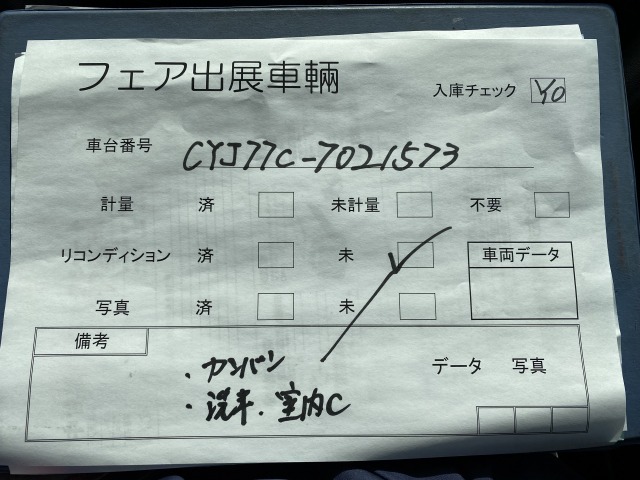 フェア出展車輌
入庫チェック YO
車台番号 CYJ77C-7021573
計量 済 未計量 不要
リコンディション 済 未 車両データ
写真 済 未
備考
・カンバン
・洗車、室内C
データ 写真